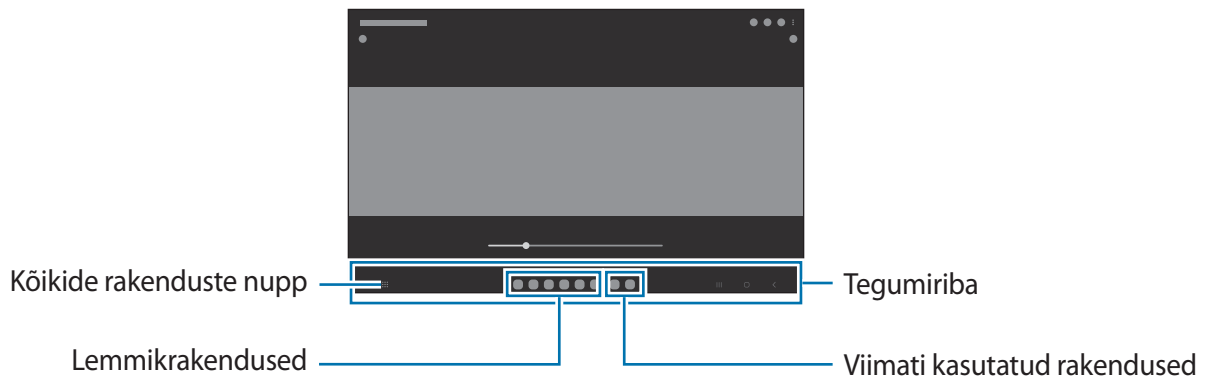 Kõikide rakenduste nupp
Tegumiriba
Lemmikrakendused
Viimati kasutatud rakendused